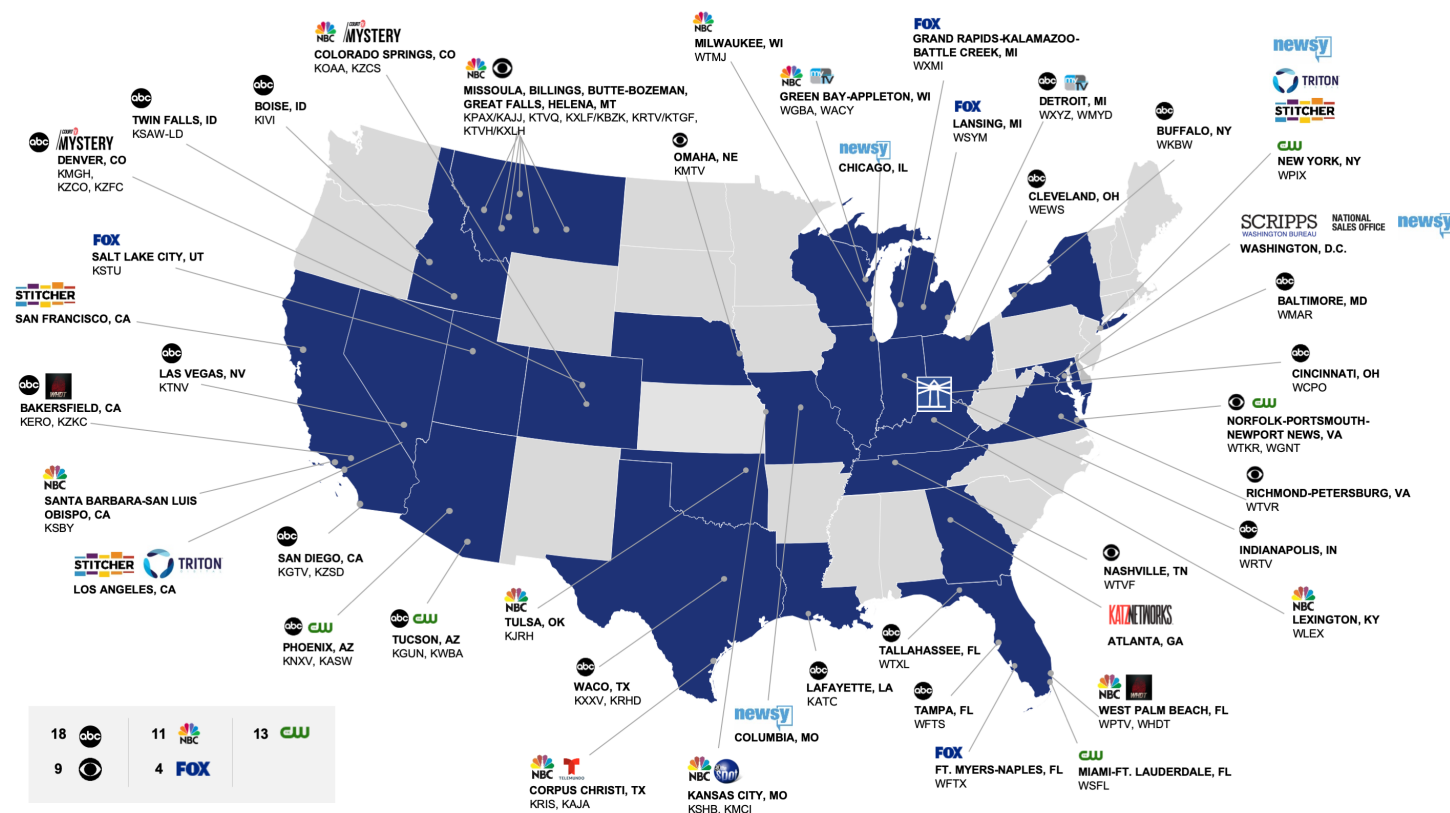 NBC COURT TV MYSTERY
COLORADO SPRINGS, CO
KOAA, KZCS
NBC
MILWAUKEE, WI
WTMJ
FOX
GRAND RAPIDS-KALAMAZOO-
BATTLE CREEK, MI
WXMI
newsy
TRITON
STITCHER
CW
NEW YORK, NY
WPIX
abc
BOISE, ID
KIVI
NBC
MISSOULA, BILLINGS, BUTTE-BOZEMAN,
GREAT FALLS, HELENA, MT
KPAX/KAJJ, KTVQ, KXLF/KBZK, KRTV/KTGF,
KTVH/KXLH
NBC myTV
GREEN BAY-APPLETON, WI
WGBA, WACY
abc myTV
DETROIT, MI
WXYZ, WMYD
FOX
LANSING, MI
WSYM
abc
BUFFALO, NY
WKBW
abc
TWIN FALLS, ID
KSAW-LD
abc COURT TV MYSTERY
DENVER, CO
KMGH,
KZCO, KZFC
OMAHA, NE
KMTV
newsy
CHICAGO, IL
abc
CLEVELAND, OH
WEWS
SCRIPPS
WASHINGTON BUREAU
NATIONAL
SALES OFFICE
newsy
WASHINGTON, D.C.
FOX
SALT LAKE CITY, UT
KSTU
abc
BALTIMORE, MD
WMAR
STITCHER
SAN FRANCISCO, CA
abc
LAS VEGAS, NV
KTNV
abc
CINCINNATI, OH
WCPO
abc WHDT
BAKERSFIELD, CA
KERO, KZKC
CW
NORFOLK-PORTSMOUTH-
NEWPORT NEWS, VA
WTKR, WGNT
NBC
SANTA BARBARA-SAN LUIS
OBISPO, CA
KSBY
RICHMOND-PETERSBURG, VA
WTVR
abc
SAN DIEGO, CA
KGTV, KZSD
abc
INDIANAPOLIS, IN
WRTV
STITCHER TRITON
LOS ANGELES, CA
NASHVILLE, TN
WTVF
NBC
TULSA, OK
KJRH
NBC
LEXINGTON, KY
WLEX
abc CW
PHOENIX, AZ
KNXV, KASW
abc CW
TUCSON, AZ
KGUN, KWBA
KATZ NETWORKS
ATLANTA, GA
abc
TALLAHASSEE, FL
WTXL
abc
WACO, TX
KXXV, KRHD
abc
LAFAYETTE, LA
KATC
abc
TAMPA, FL
WFTS
NBC WHDT
WEST PALM BEACH, FL
WPTV, WHDT
newsy
COLUMBIA, MO
18 abc 11 NBC 13 CW
9 4 FOX
NBC TELEMUNDO
CORPUS CHRISTI, TX
KRIS, KAJA
NBC spot!
KANSAS CITY, MO
KSHB, KMCI
FOX
FT. MYERS-NAPLES, FL
WFTX
CW
MIAMI-FT. LAUDERDALE, FL
WSFL